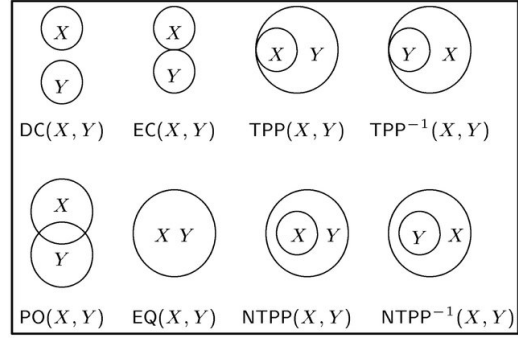 X X X Y Y X
Y Y
DC(X, Y) EC(X, Y) TPP(X, Y) TPP⁻¹(X, Y)
X X Y X Y Y X
Y
PO(X, Y) EQ(X, Y) NTPP(X, Y) NTPP⁻¹(X, Y)